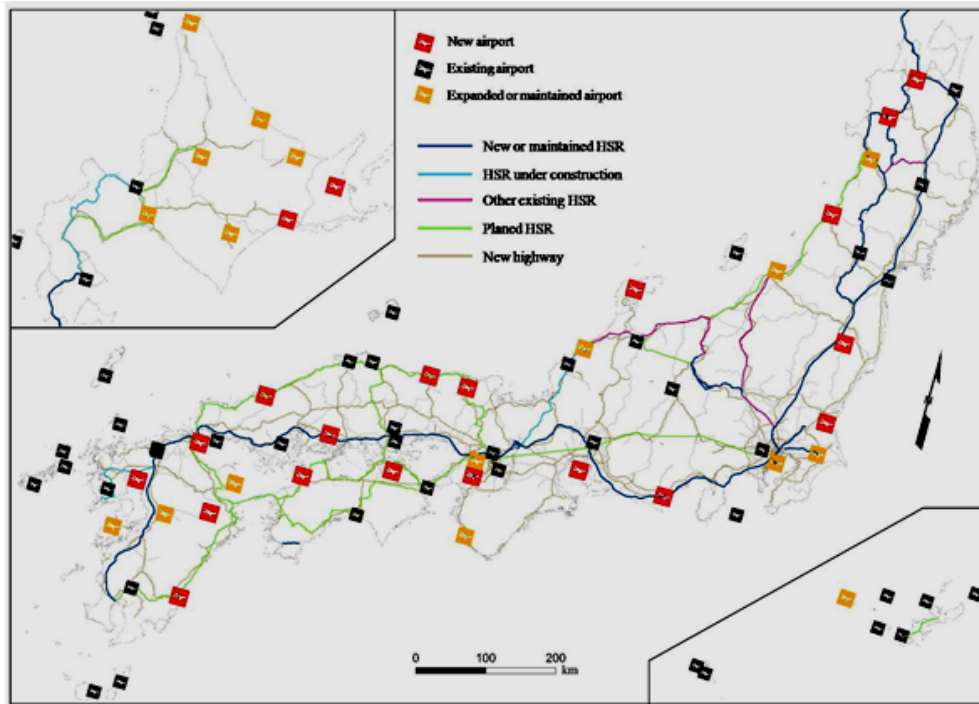 New airport
Existing airport
Expanded or maintained airport
New or maintained HSR
HSR under construction
Other existing HSR
Planed HSR
New highway
0 100 200
km